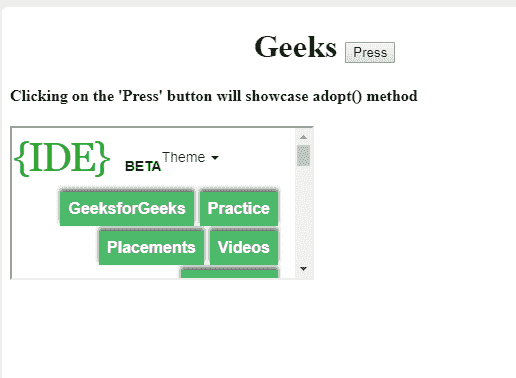 Geeks Press
Clicking on the 'Press' button will showcase adopt() method
{IDE} BETA Theme
GeeksforGeeks Practice
Placements Videos